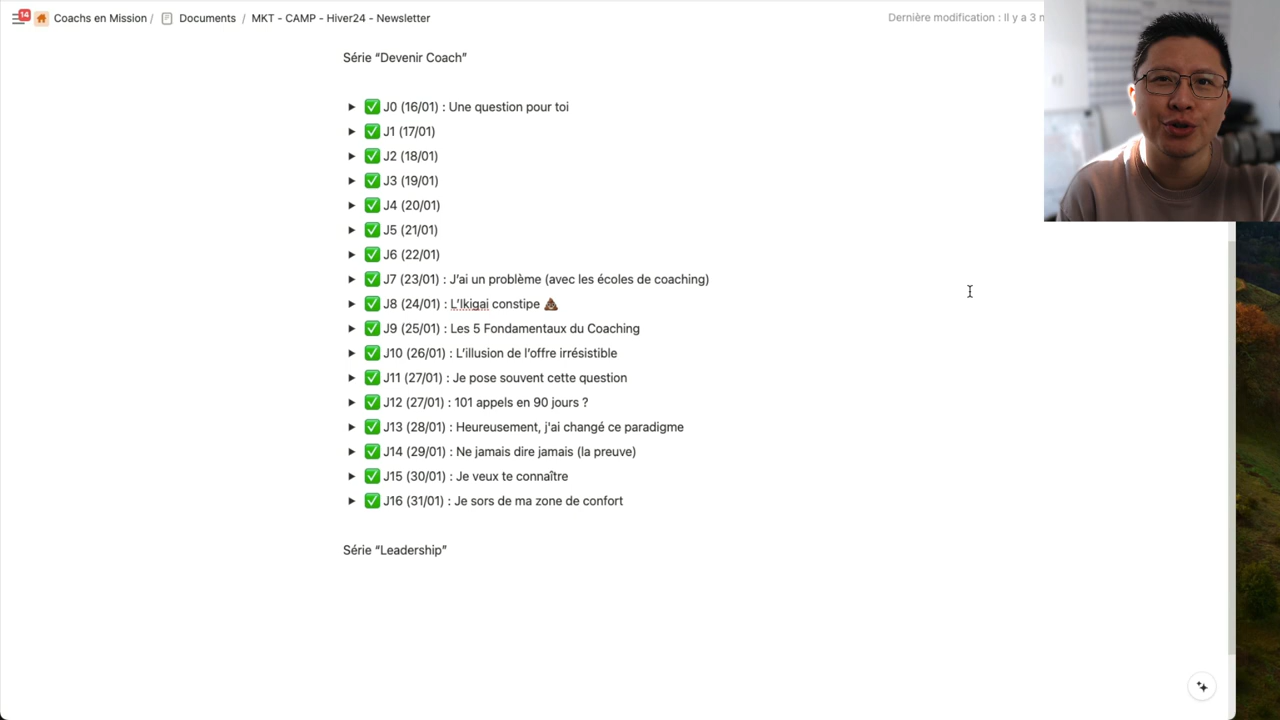 14
Coachs en Mission / Documents / MKT - CAMP - Hiver24 - Newsletter
Dernière modification : Il y a 3 m
Série “Devenir Coach”
J0 (16/01) : Une question pour toi
J1 (17/01)
J2 (18/01)
J3 (19/01)
J4 (20/01)
J5 (21/01)
J6 (22/01)
J7 (23/01) : J’ai un problème (avec les écoles de coaching)
J8 (24/01) : L’Ikigai constipe 💩
J9 (25/01) : Les 5 Fondamentaux du Coaching
J10 (26/01) : L’illusion de l’offre irrésistible
J11 (27/01) : Je pose souvent cette question
J12 (27/01) : 101 appels en 90 jours ?
J13 (28/01) : Heureusement, j'ai changé ce paradigme
J14 (29/01) : Ne jamais dire jamais (la preuve)
J15 (30/01) : Je veux te connaître
J16 (31/01) : Je sors de ma zone de confort
Série “Leadership”